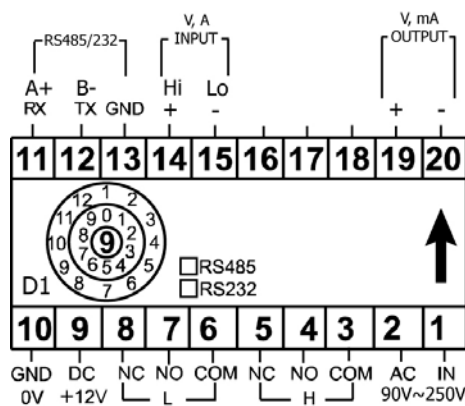 V, A
V, mA
RS485/232
INPUT
OUTPUT
A+ B- Hi Lo
RX TX GND + - + -
11 12 13 14 15 16 17 18 19 20
12 1 2 3 4 5 6 7 8 9 10 11
0 1 2 3 4 5 6 7 8 9
9
RS485
RS232
D1
10 9 8 7 6 5 4 3 2 1
GND DC NC NO COM NC NO COM AC IN
0V +12V L H 90V~250V